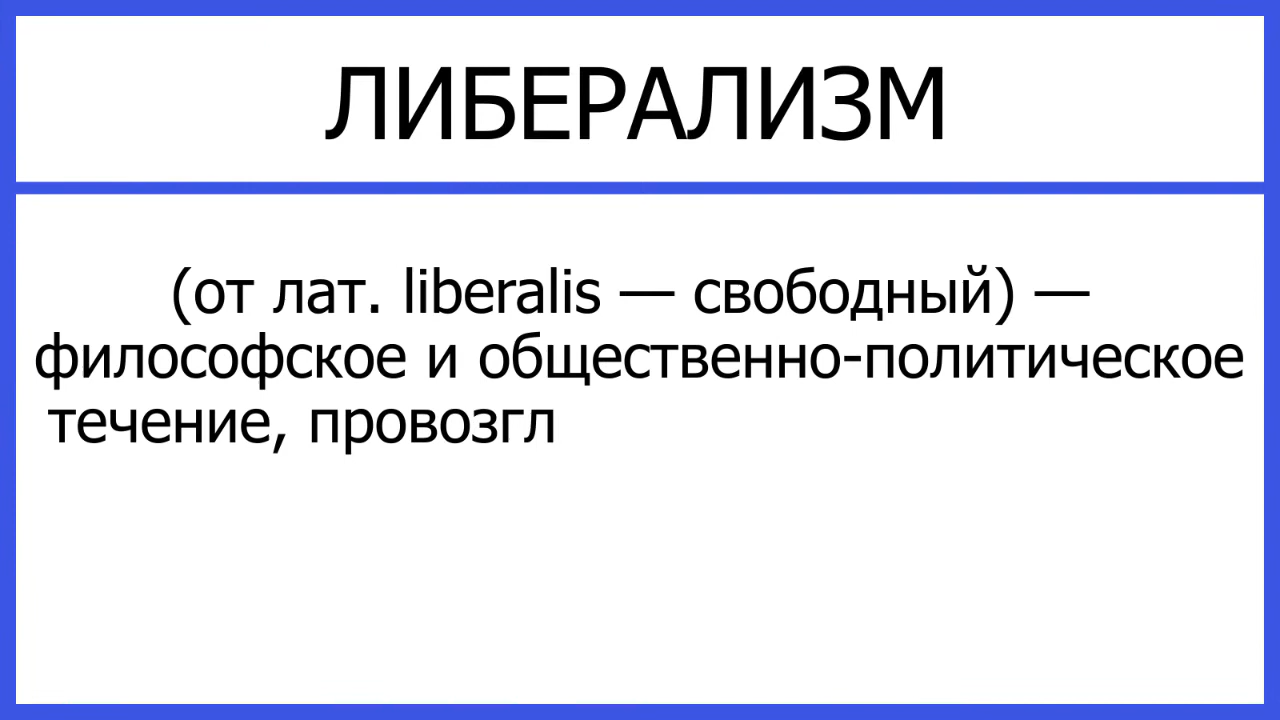 ЛИБЕРАЛИЗМ
(от лат. liberalis — свободный) —
философское и общественно-политическое
течение, провозгл